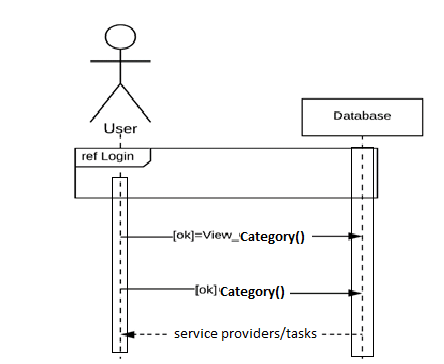 User
Database
ref Login
[ok]=View_Category()
[ok] Category()
service providers/tasks